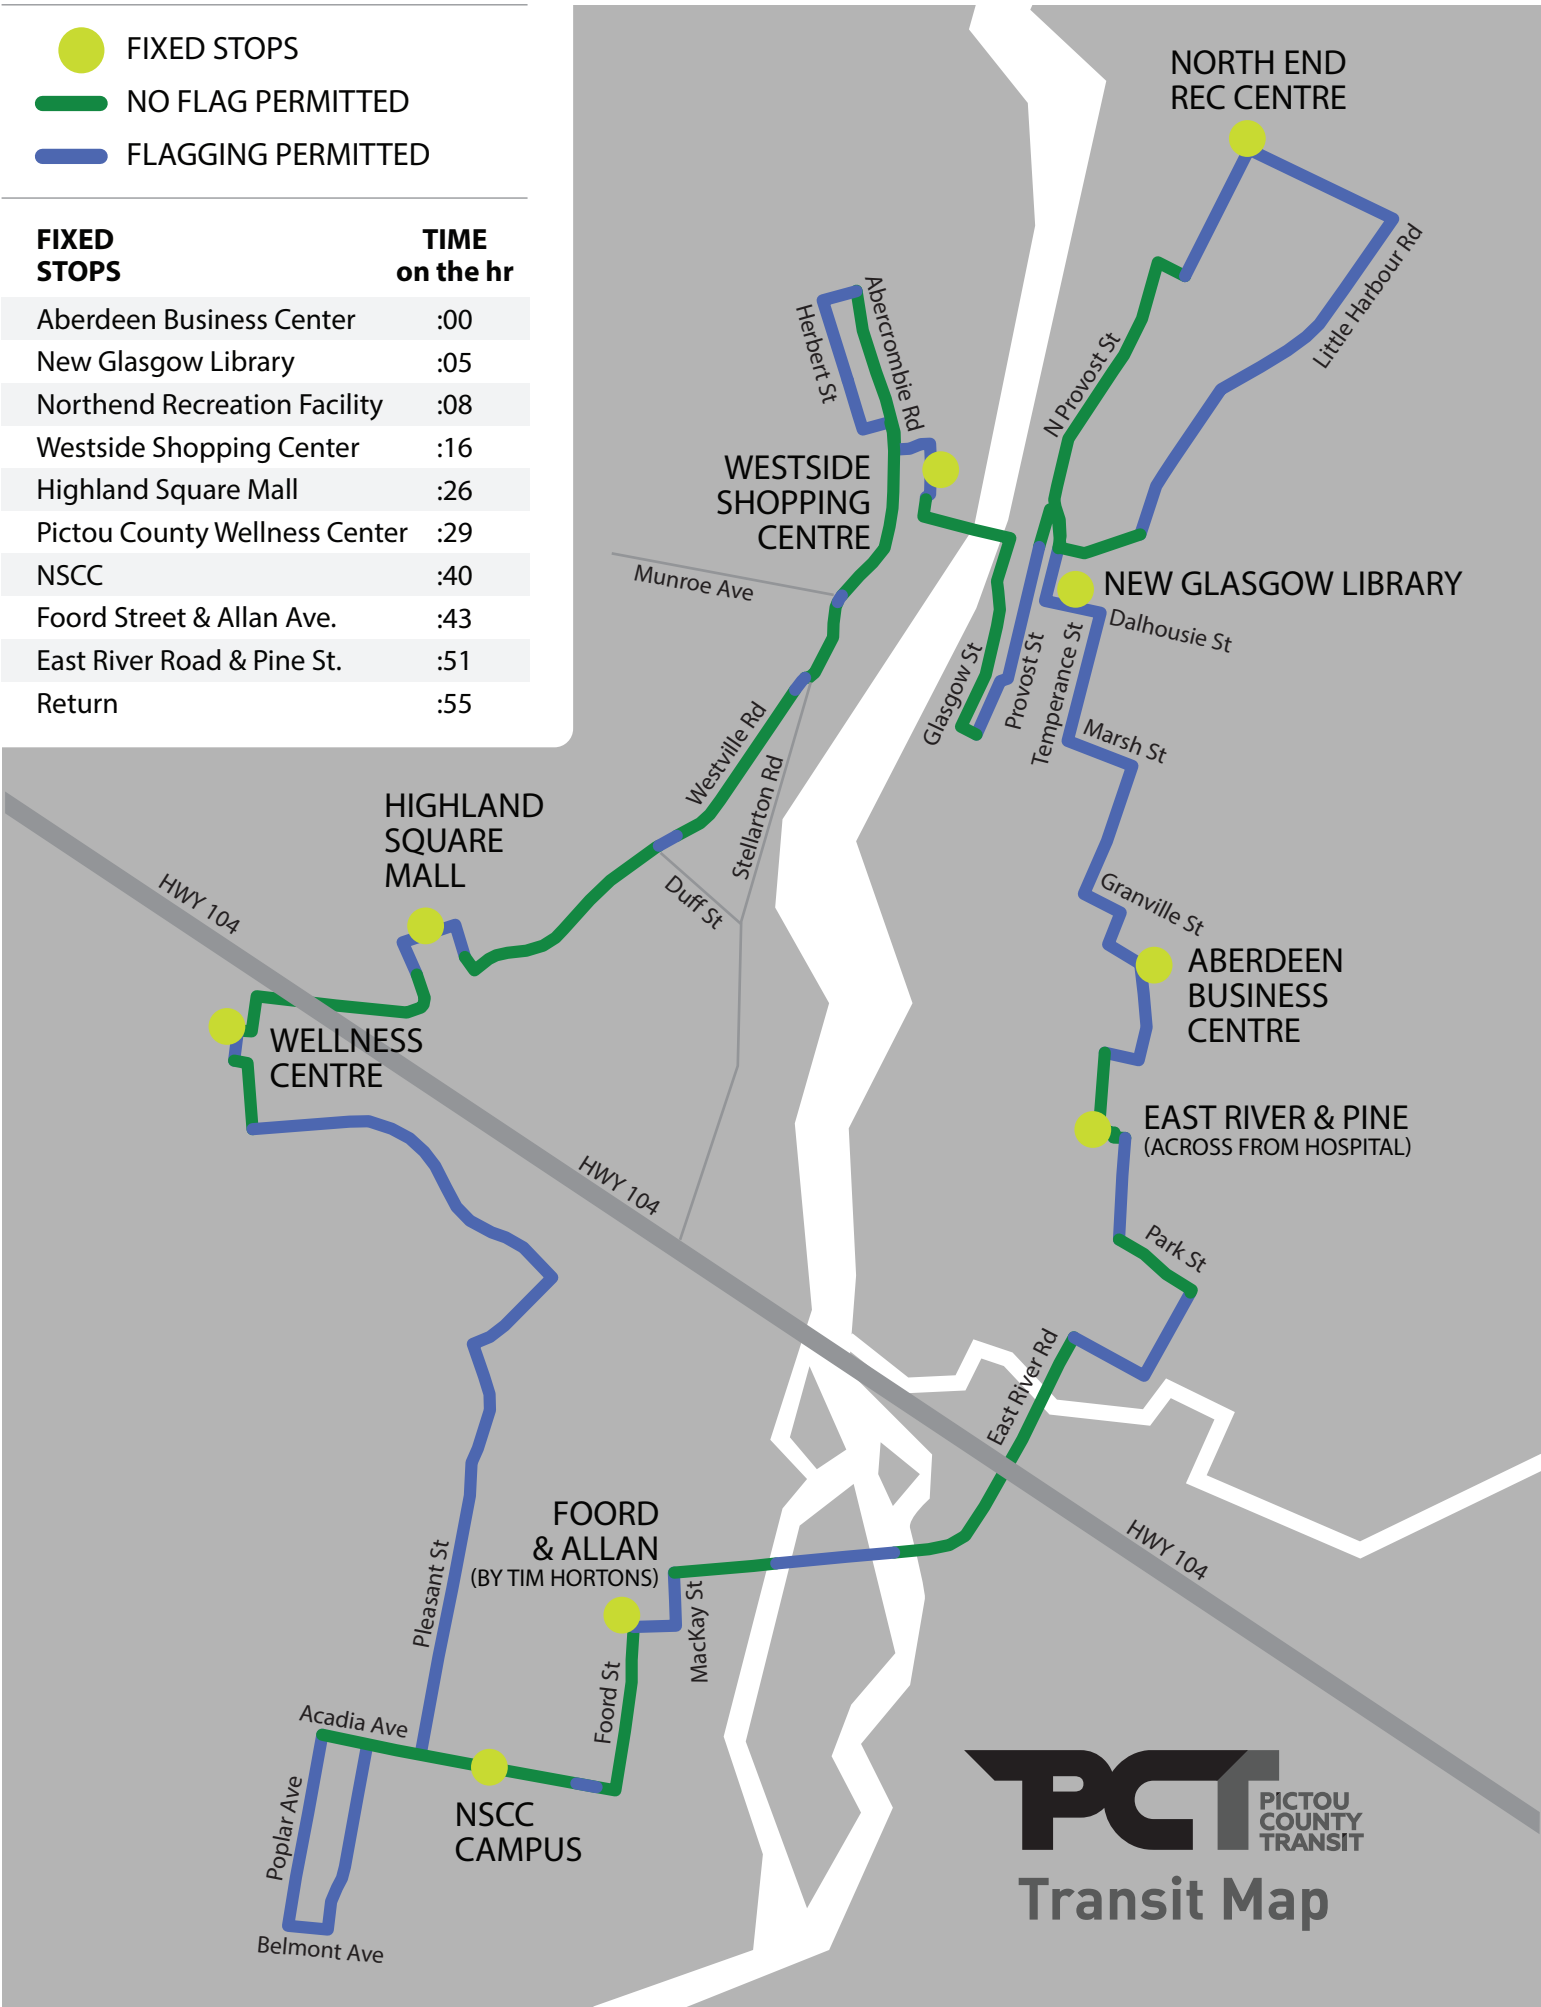 FIXED STOPS
NO FLAG PERMITTED
FLAGGING PERMITTED
FIXED TIME
STOPS on the hr
Aberdeen Business Center :00
New Glasgow Library :05
Northend Recreation Facility :08
Westside Shopping Center :16
Highland Square Mall :26
Pictou County Wellness Center :29
NSCC :40
Foord Street & Allan Ave. :43
East River Road & Pine St. :51
Return :55
NORTH END
REC CENTRE
Little Harbour Rd
N Provost St
Abercrombie Rd
Herbert St
WESTSIDE
SHOPPING
CENTRE
Munroe Ave
NEW GLASGOW LIBRARY
Dalhousie St
Glasgow St
Provost St
Temperance St
Marsh St
Westville Rd
Stellarton Rd
Duff St
HIGHLAND
SQUARE
MALL
HWY 104
Granville St
ABERDEEN
BUSINESS
CENTRE
WELLNESS
CENTRE
EAST RIVER & PINE
(ACROSS FROM HOSPITAL)
HWY 104
Park St
East River Rd
FOORD
& ALLAN
(BY TIM HORTONS)
HWY 104
Pleasant St
MacKay St
Foord St
Acadia Ave
Poplar Ave
NSCC
CAMPUS
Belmont Ave
PCT
PICTOU
COUNTY
TRANSIT
Transit Map